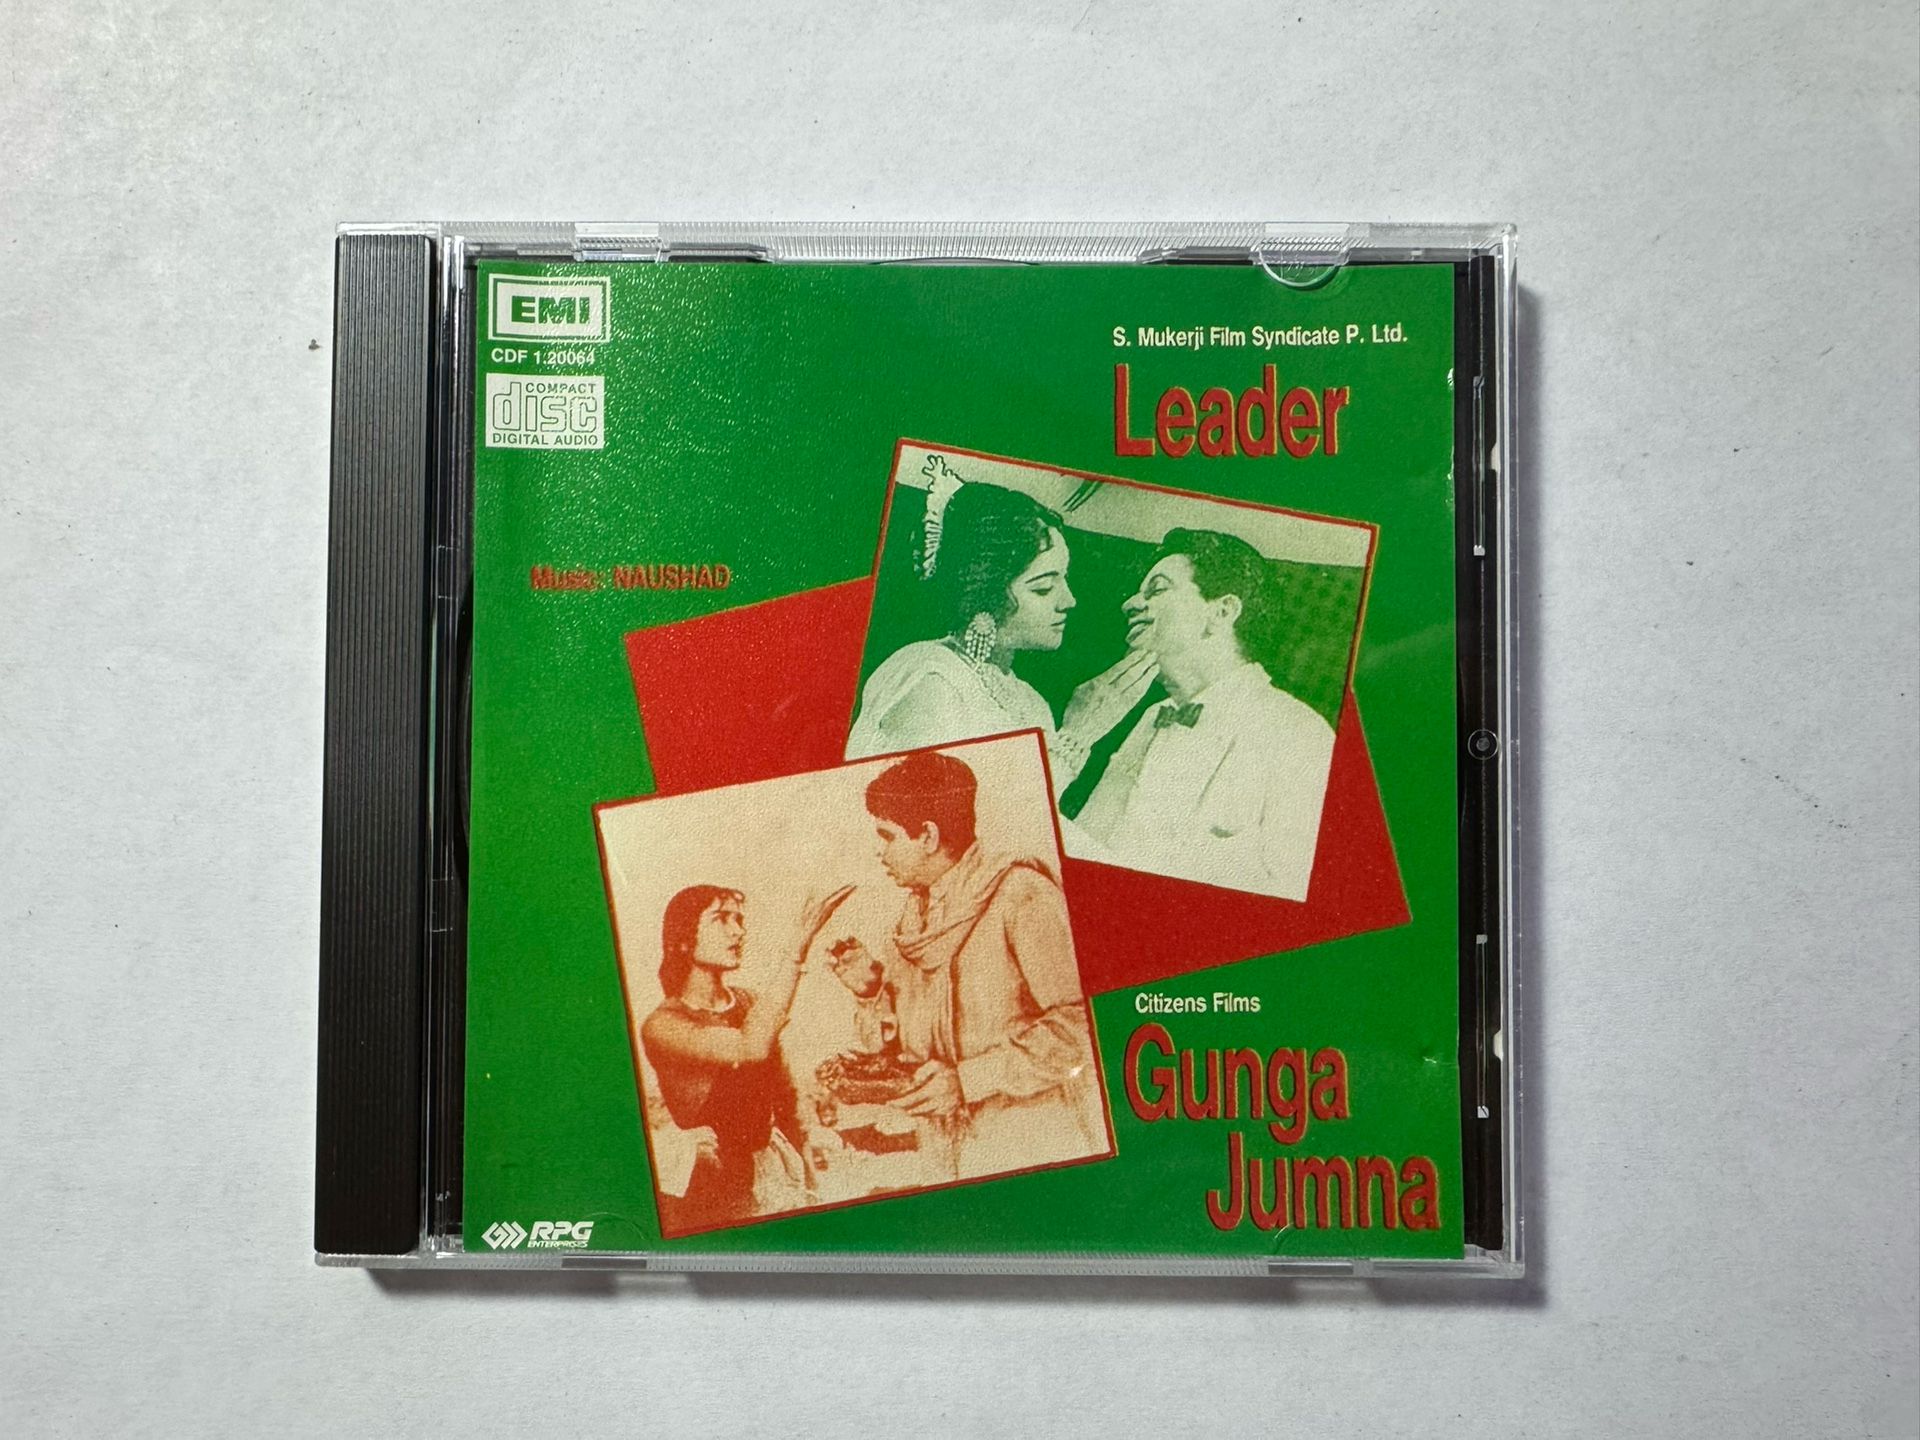 EMI
CDF 1.20064
COMPACT
disc
DIGITAL AUDIO
S. Mukerji Film Syndicate P. Ltd.
Leader
Music: NAUSHAD
Citizens Films
Gunga
Jumna
RPG
ENTERPRISES